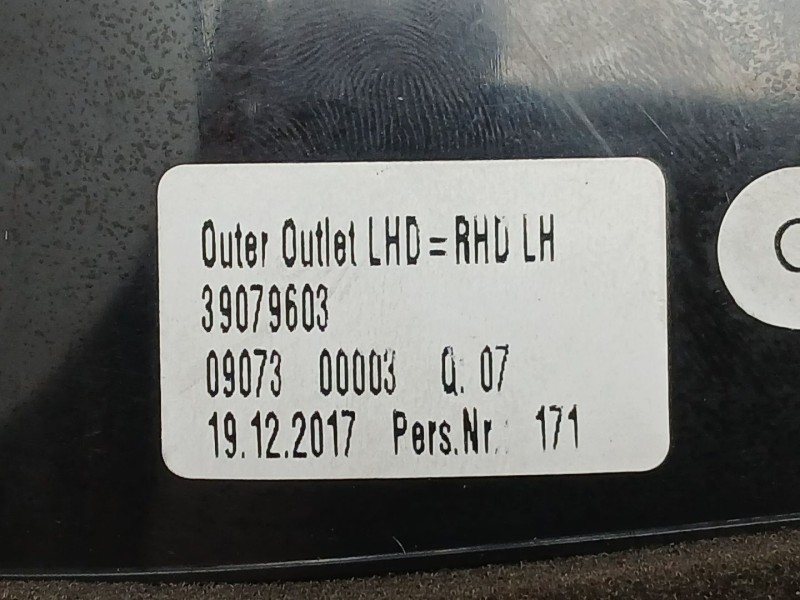 Outer Outlet LHD = RHD LH
39079603
09073 00003 Q. 07
19.12.2017 Pers.Nr. 171